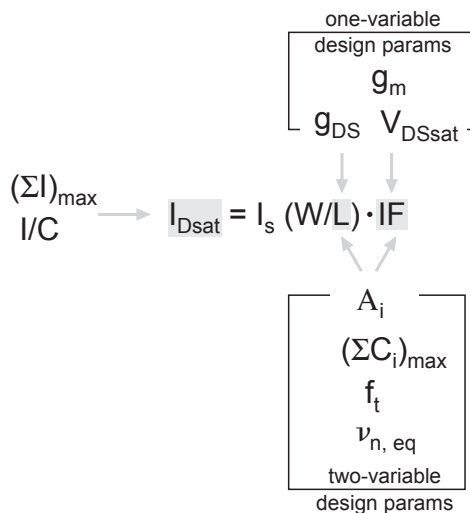 one-variable
design params
g_m
g_DS V_DSsat
(ΣI)_max
I/C
I_Dsat = I_s (W/L) · IF
A_i
(ΣC_i)_max
f_t
ν_n, eq
two-variable
design params